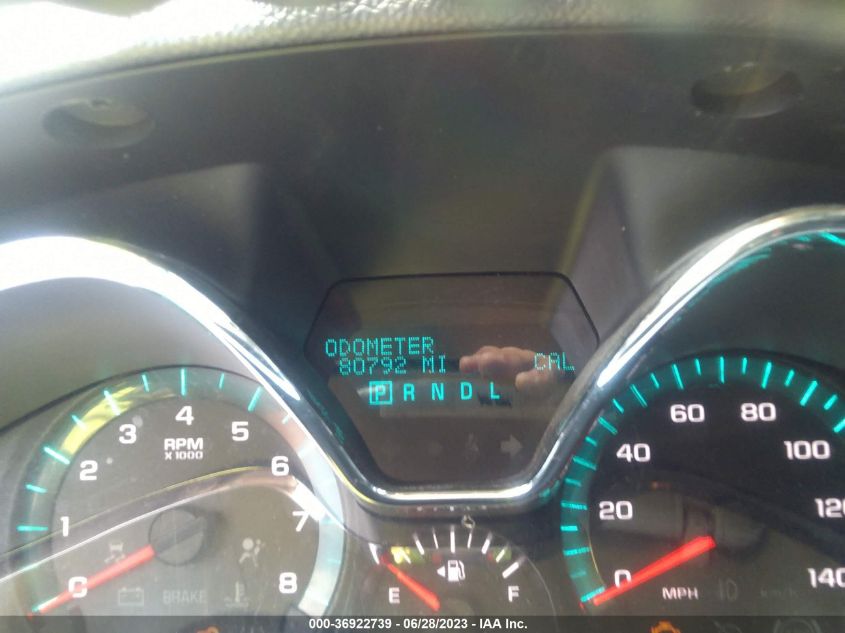 ODOMETER
80792 MI CAL
P R N D L
0 1 2 3 4 5 6 7 8
RPM
X1000
BRAKE
E F
0 20 40 60 80 100 120 140
MPH km/h
000-36922739 - 06/28/2023 - IAA Inc.